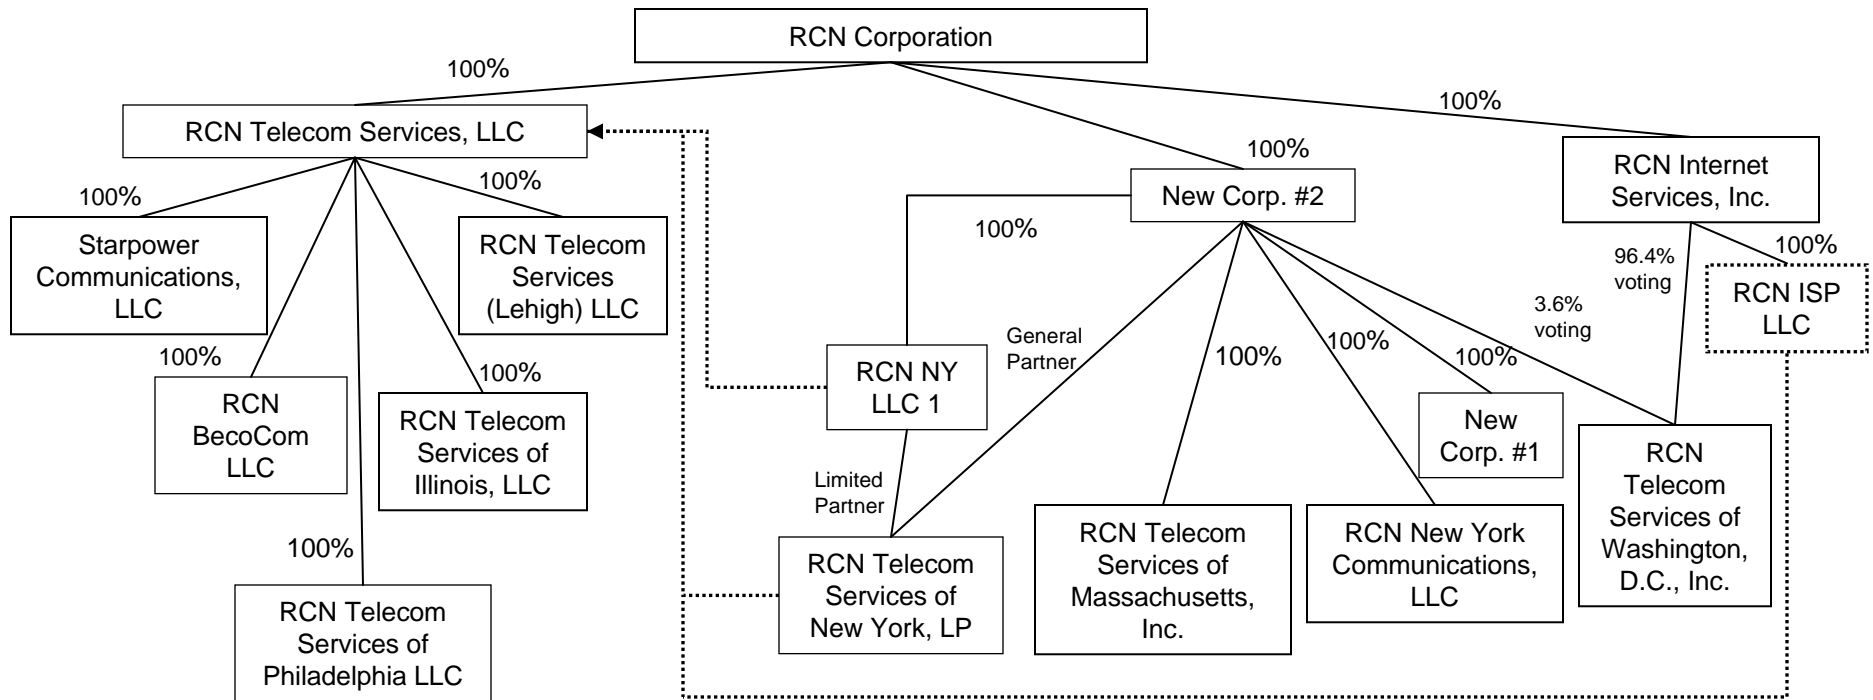 RCN Corporation
100%
100%
100%
RCN Telecom Services, LLC
New Corp. #2
RCN Internet
Services, Inc.
100%
100%
100%
100%
Starpower
Communications,
LLC
RCN Telecom
Services
(Lehigh) LLC
96.4%
voting
RCN ISP
LLC
3.6%
voting
General
Partner
100%
100%
100%
100%
100%
RCN NY
LLC 1
RCN
BecoCom
LLC
RCN Telecom
Services of
Illinois, LLC
New
Corp. #1
RCN
Telecom
Services of
Washington,
D.C., Inc.
Limited
Partner
100%
RCN Telecom
Services of
New York, LP
RCN Telecom
Services of
Massachusetts,
Inc.
RCN New York
Communications,
LLC
RCN Telecom
Services of
Philadelphia LLC